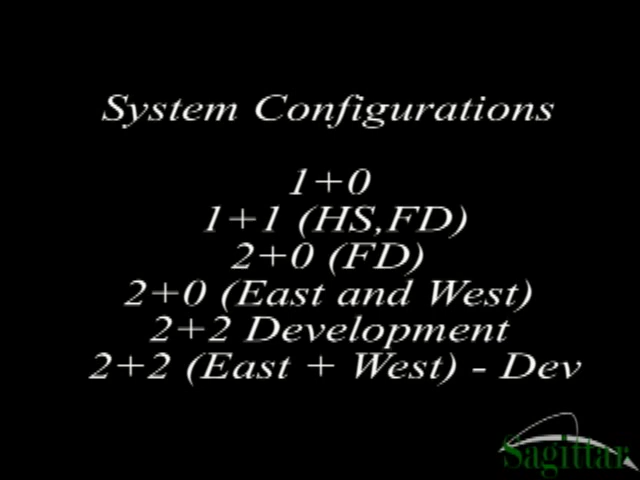 System Configurations
1+0
1+1 (HS,FD)
2+0 (FD)
2+0 (East and West)
2+2 Development
2+2 (East + West) - Dev
Sagittar